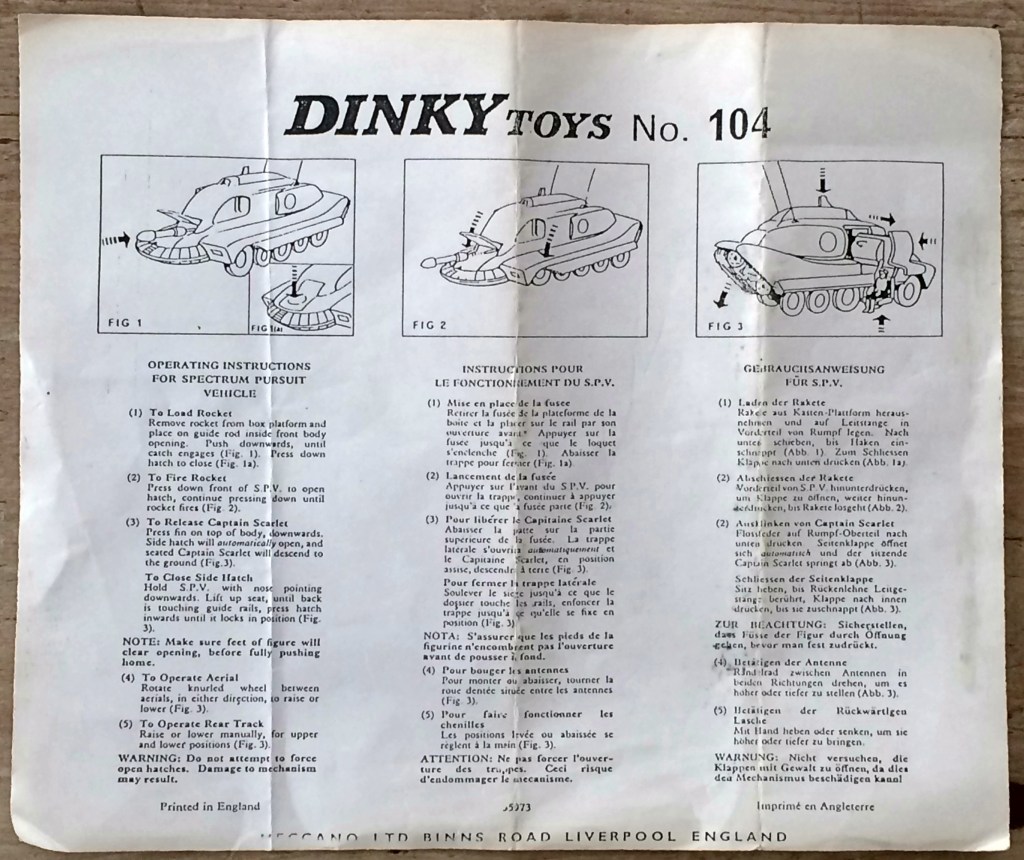 DINKY TOYS No. 104
FIG 1
FIG 1(a)
FIG 2
FIG 3
OPERATING INSTRUCTIONS
FOR SPECTRUM PURSUIT
VEHICLE
(1) To Load Rocket
Remove rocket from box platform and
place on guide rod inside front body
opening. Push downwards, until
catch engages (Fig. 1). Press down
hatch to close (Fig. 1a).
(2) To Fire Rocket
Press down front of S.P.V. to open
hatch, continue pressing down until
rocket fires (Fig. 2).
(3) To Release Captain Scarlet
Press fin on top of body, downwards.
Side hatch will automatically open, and
seated Captain Scarlet will descend to
the ground (Fig.3).
To Close Side Hatch
Hold S.P.V. with nose pointing
downwards. Lift up seat, until back
is touching guide rails, press hatch
inwards until it locks in position (Fig.
3).
NOTE: Make sure feet of figure will
clear opening, before fully pushing
home.
(4) To Operate Aerial
Rotate knurled wheel between
aerials, in either direction, to raise or
lower (Fig. 3).
(5) To Operate Rear Track
Raise or lower manually, for upper
and lower positions (Fig. 3).
WARNING: Do not attempt to force
open hatches. Damage to mechanism
may result.
INSTRUCTIONS POUR
LE FONCTIONNEMENT DU S.P.V.
(1) Mise en place de la fusée
Retirer la fusée de la plateforme de la
boite et la placer sur le rail par son
ouverture avant. Appuyer sur la
fusée jusqu'à ce que le loquet
s'enclenche (Fig. 1). Abaisser la
trappe pour fermer (Fig. 1a).
(2) Lancement de la fusée
Appuyer sur l'avant du S.P.V. pour
ouvrir la trappe, continuer à appuyer
jusqu'à ce que la fusée parte (Fig. 2).
(3) Pour libérer le Capitaine Scarlet
Abaisser la patte sur la partie
supérieure de la fusée. La trappe
latérale s'ouvrira automatiquement et
le Capitaine Scarlet, en position
assise, descendra à terre (Fig. 3).
Pour fermer la trappe latérale
Soulever le siège jusqu'à ce que le
dossier touche les rails, enfoncer la
trappe jusqu'à ce qu'elle se fixe en
position (Fig. 3)
NOTA: S'assurer que les pieds de la
figurine n'encombrent pas l'ouverture
avant de pousser à fond.
(4) Pour bouger les antennes
Pour monter ou abaisser, tourner la
roue dentée située entre les antennes
(Fig. 3).
(5) Pour faire fonctionner les
chenilles
Les positions levée ou abaissée se
règlent à la main (Fig. 3).
ATTENTION: Ne pas forcer l'ouver-
ture des trappes. Ceci risque
d'endommager le mecanisme.
GEBRAUCHSANWEISUNG
FÜR S.P.V.
(1) Laden der Rakete
Rakete aus Kasten-Plattform heraus-
nehmen und auf Leitstange in
Vorderteil von Rumpf legen. Nach
unten schieben, bis Haken ein-
schnappt (Abb. 1). Zum Schliessen
Klappe nach unten drücken (Abb. 1a).
(2) Abschiessen der Rakete
Vorderteil von S.P.V. hinunterdrücken,
um Klappe zu öffnen, weiter hinun-
terdrücken, bis Rakete losgeht (Abb. 2).
(2) Ausklinken von Captain Scarlet
Flossfeder auf Rumpf-Oberteil nach
unten drücken Seitenklappe öffnet
sich automatisch und der sitzende
Captain Scarlet springt ab (Abb. 3).
Schliessen der Seitenklappe
Sitz heben, bis Rückenlehne Leitge-
stänge berührt, Klappe nach innen
drücken, bis sie zuschnappt (Abb. 3).
ZUR BEACHTUNG: Sicherstellen,
dass Füsse der Figur durch Öffnung
gehen, bevor man fest zudrückt.
(4) Betätigen der Antenne
Rändelrad zwischen Antennen in
beiden Richtungen drehen, um es
höher oder tiefer zu stellen (Abb. 3).
(5) Betätigen der Rückwärtigen
Lasche
Mit Hand heben oder senken, um sie
höher oder tiefer zu bringen.
WARNUNG: Nicht versuchen, die
Klappen mit Gewalt zu öffnen, da dies
den Mechanismus beschädigen kann!
Printed in England
Imprimé en Angleterre
MECCANO LTD BINNS ROAD LIVERPOOL ENGLAND